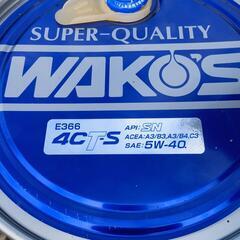 SUPER-QUALITY
WAKO'S
E366
4CT-S
API: SN
ACEA: A3/B3, A3/B4, C3
SAE: 5W-40